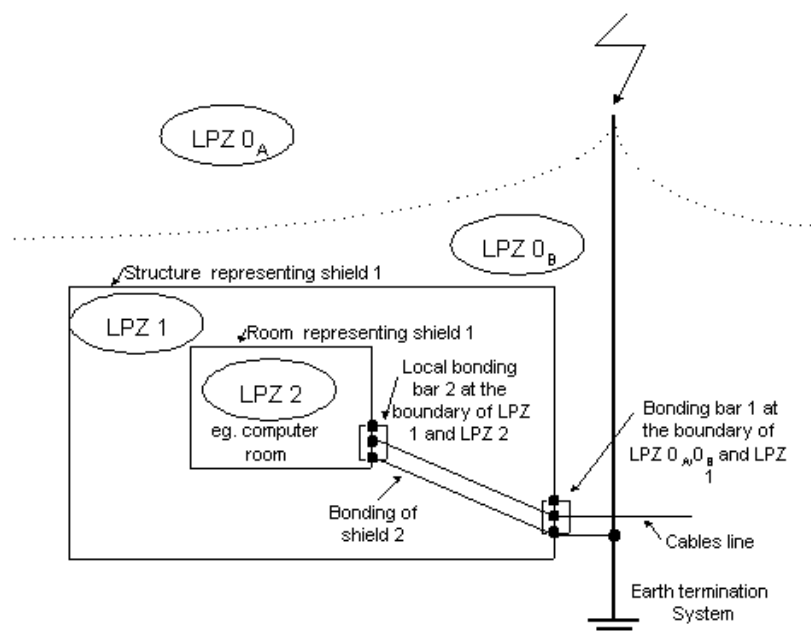 LPZ 0A
LPZ 0B
Structure representing shield 1
LPZ 1
Room representing shield 1
LPZ 2
eg. computer
room
Local bonding
bar 2 at the
boundary of LPZ
1 and LPZ 2
Bonding bar 1 at
the boundary of
LPZ 0 A,0B and LPZ
1
Bonding of
shield 2
Cables line
Earth termination
System